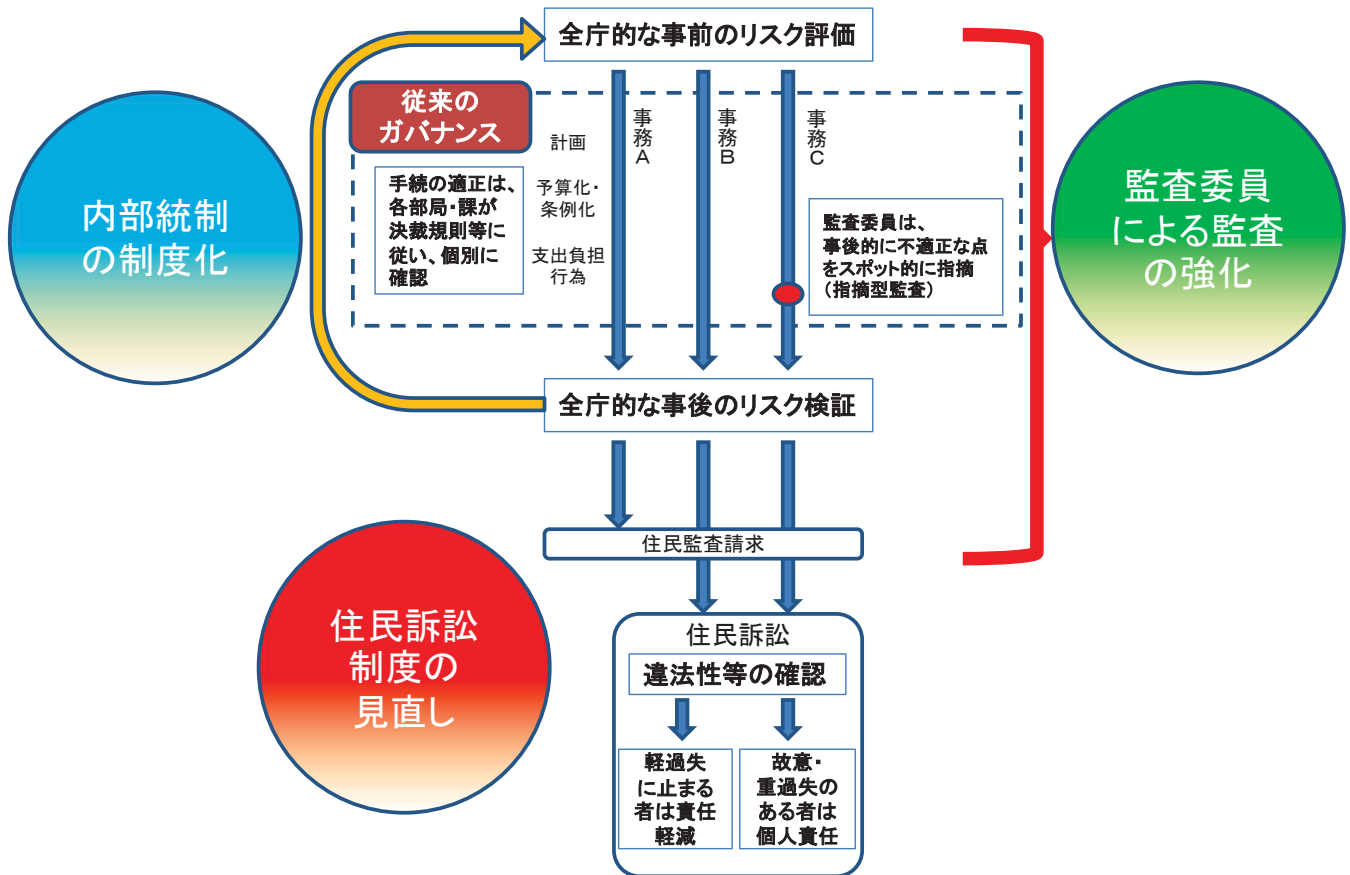 全庁的な事前のリスク評価
従来の
ガバナンス
計画
予算化・
条例化
支出負担
行為
事務A
事務B
事務C
手続の適正は、
各部局・課が
決裁規則等に
従い、個別に
確認
監査委員は、
事後的に不適正な点
をスポット的に指摘
（指摘型監査）
内部統制
の制度化
監査委員
による監査
の強化
全庁的な事後のリスク検証
住民監査請求
住民訴訟
制度の
見直し
住民訴訟
違法性等の確認
軽過失
に止まる
者は責任
軽減
故意・
重過失の
ある者は
個人責任